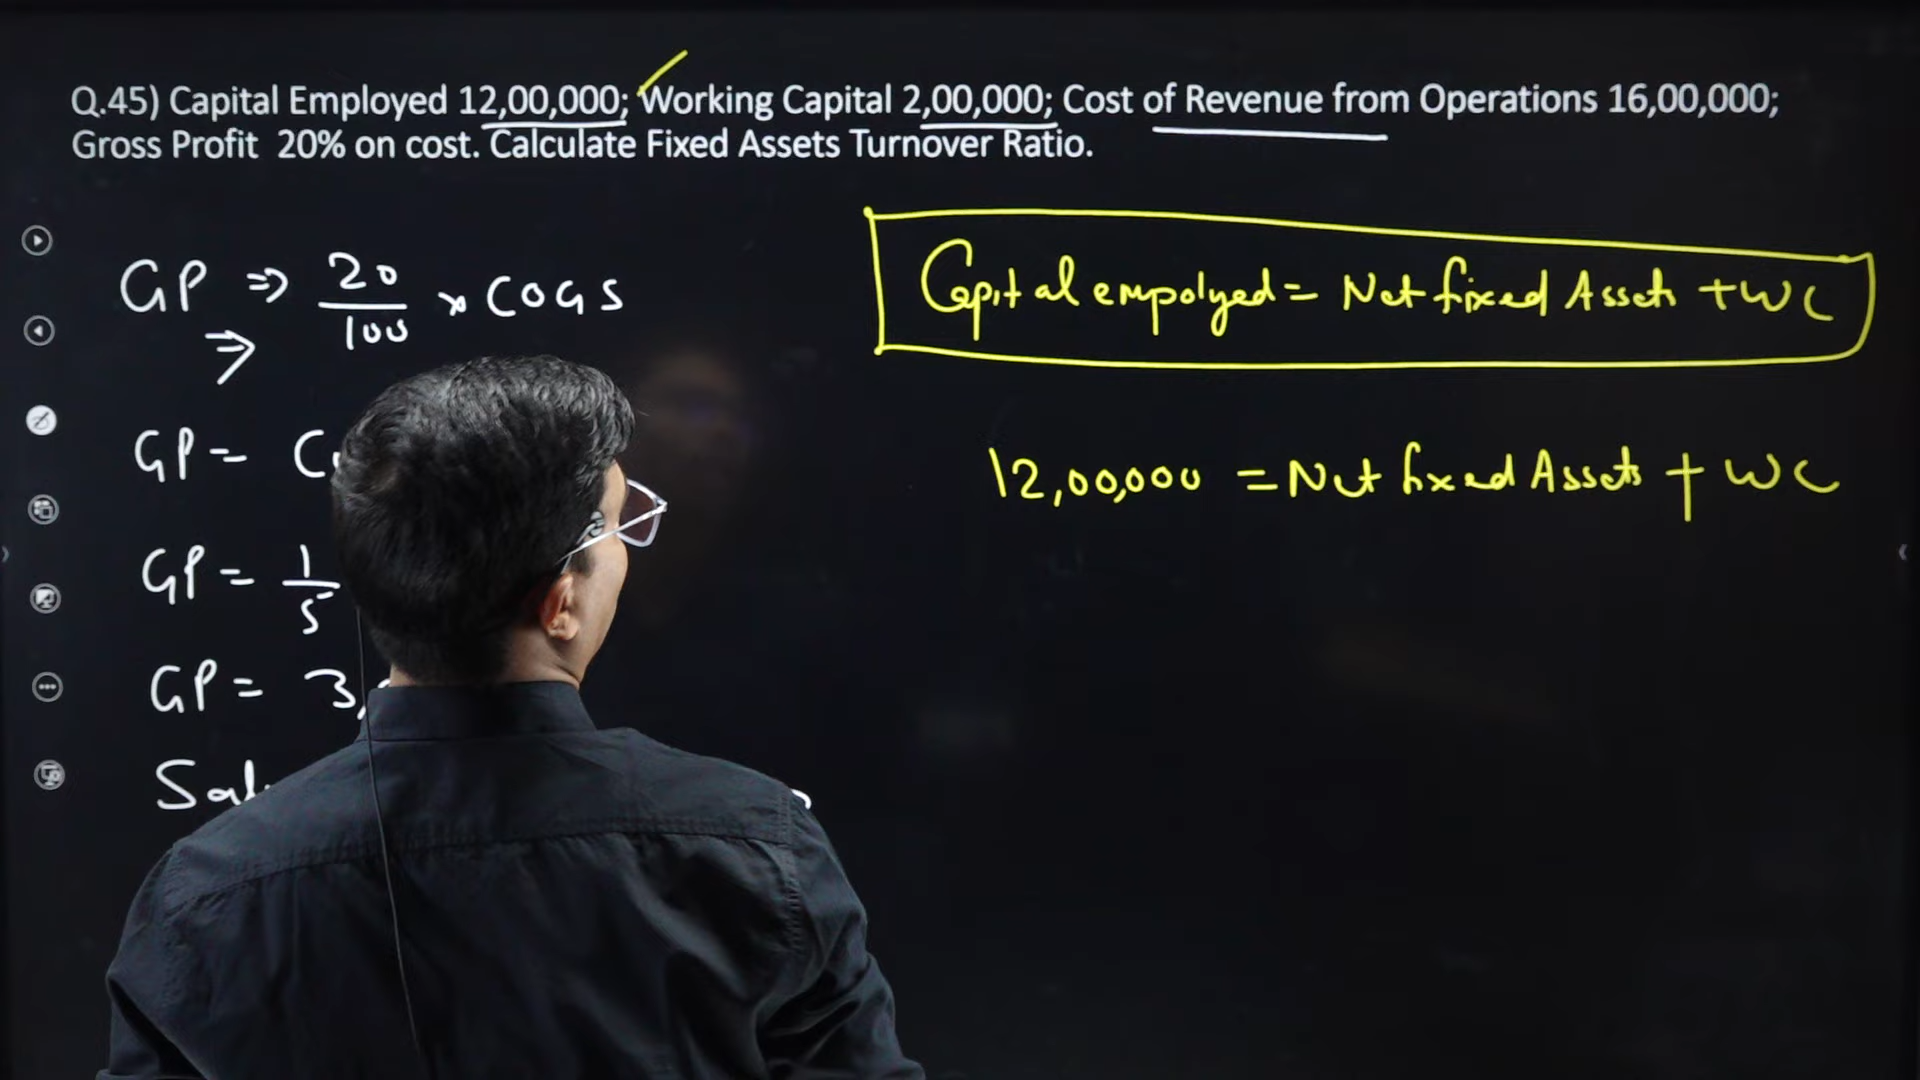 Q.45) Capital Employed 12,00,000; Working Capital 2,00,000; Cost of Revenue from Operations 16,00,000;
Gross Profit 20% on cost. Calculate Fixed Assets Turnover Ratio.
GP ⇒ 20/100 × COGS
⇒
GP =
GP = 1/5
GP = 3,
Capital empolyed = Net fixed Assets + WC
12,00,000 = Net fixed Assets + WC